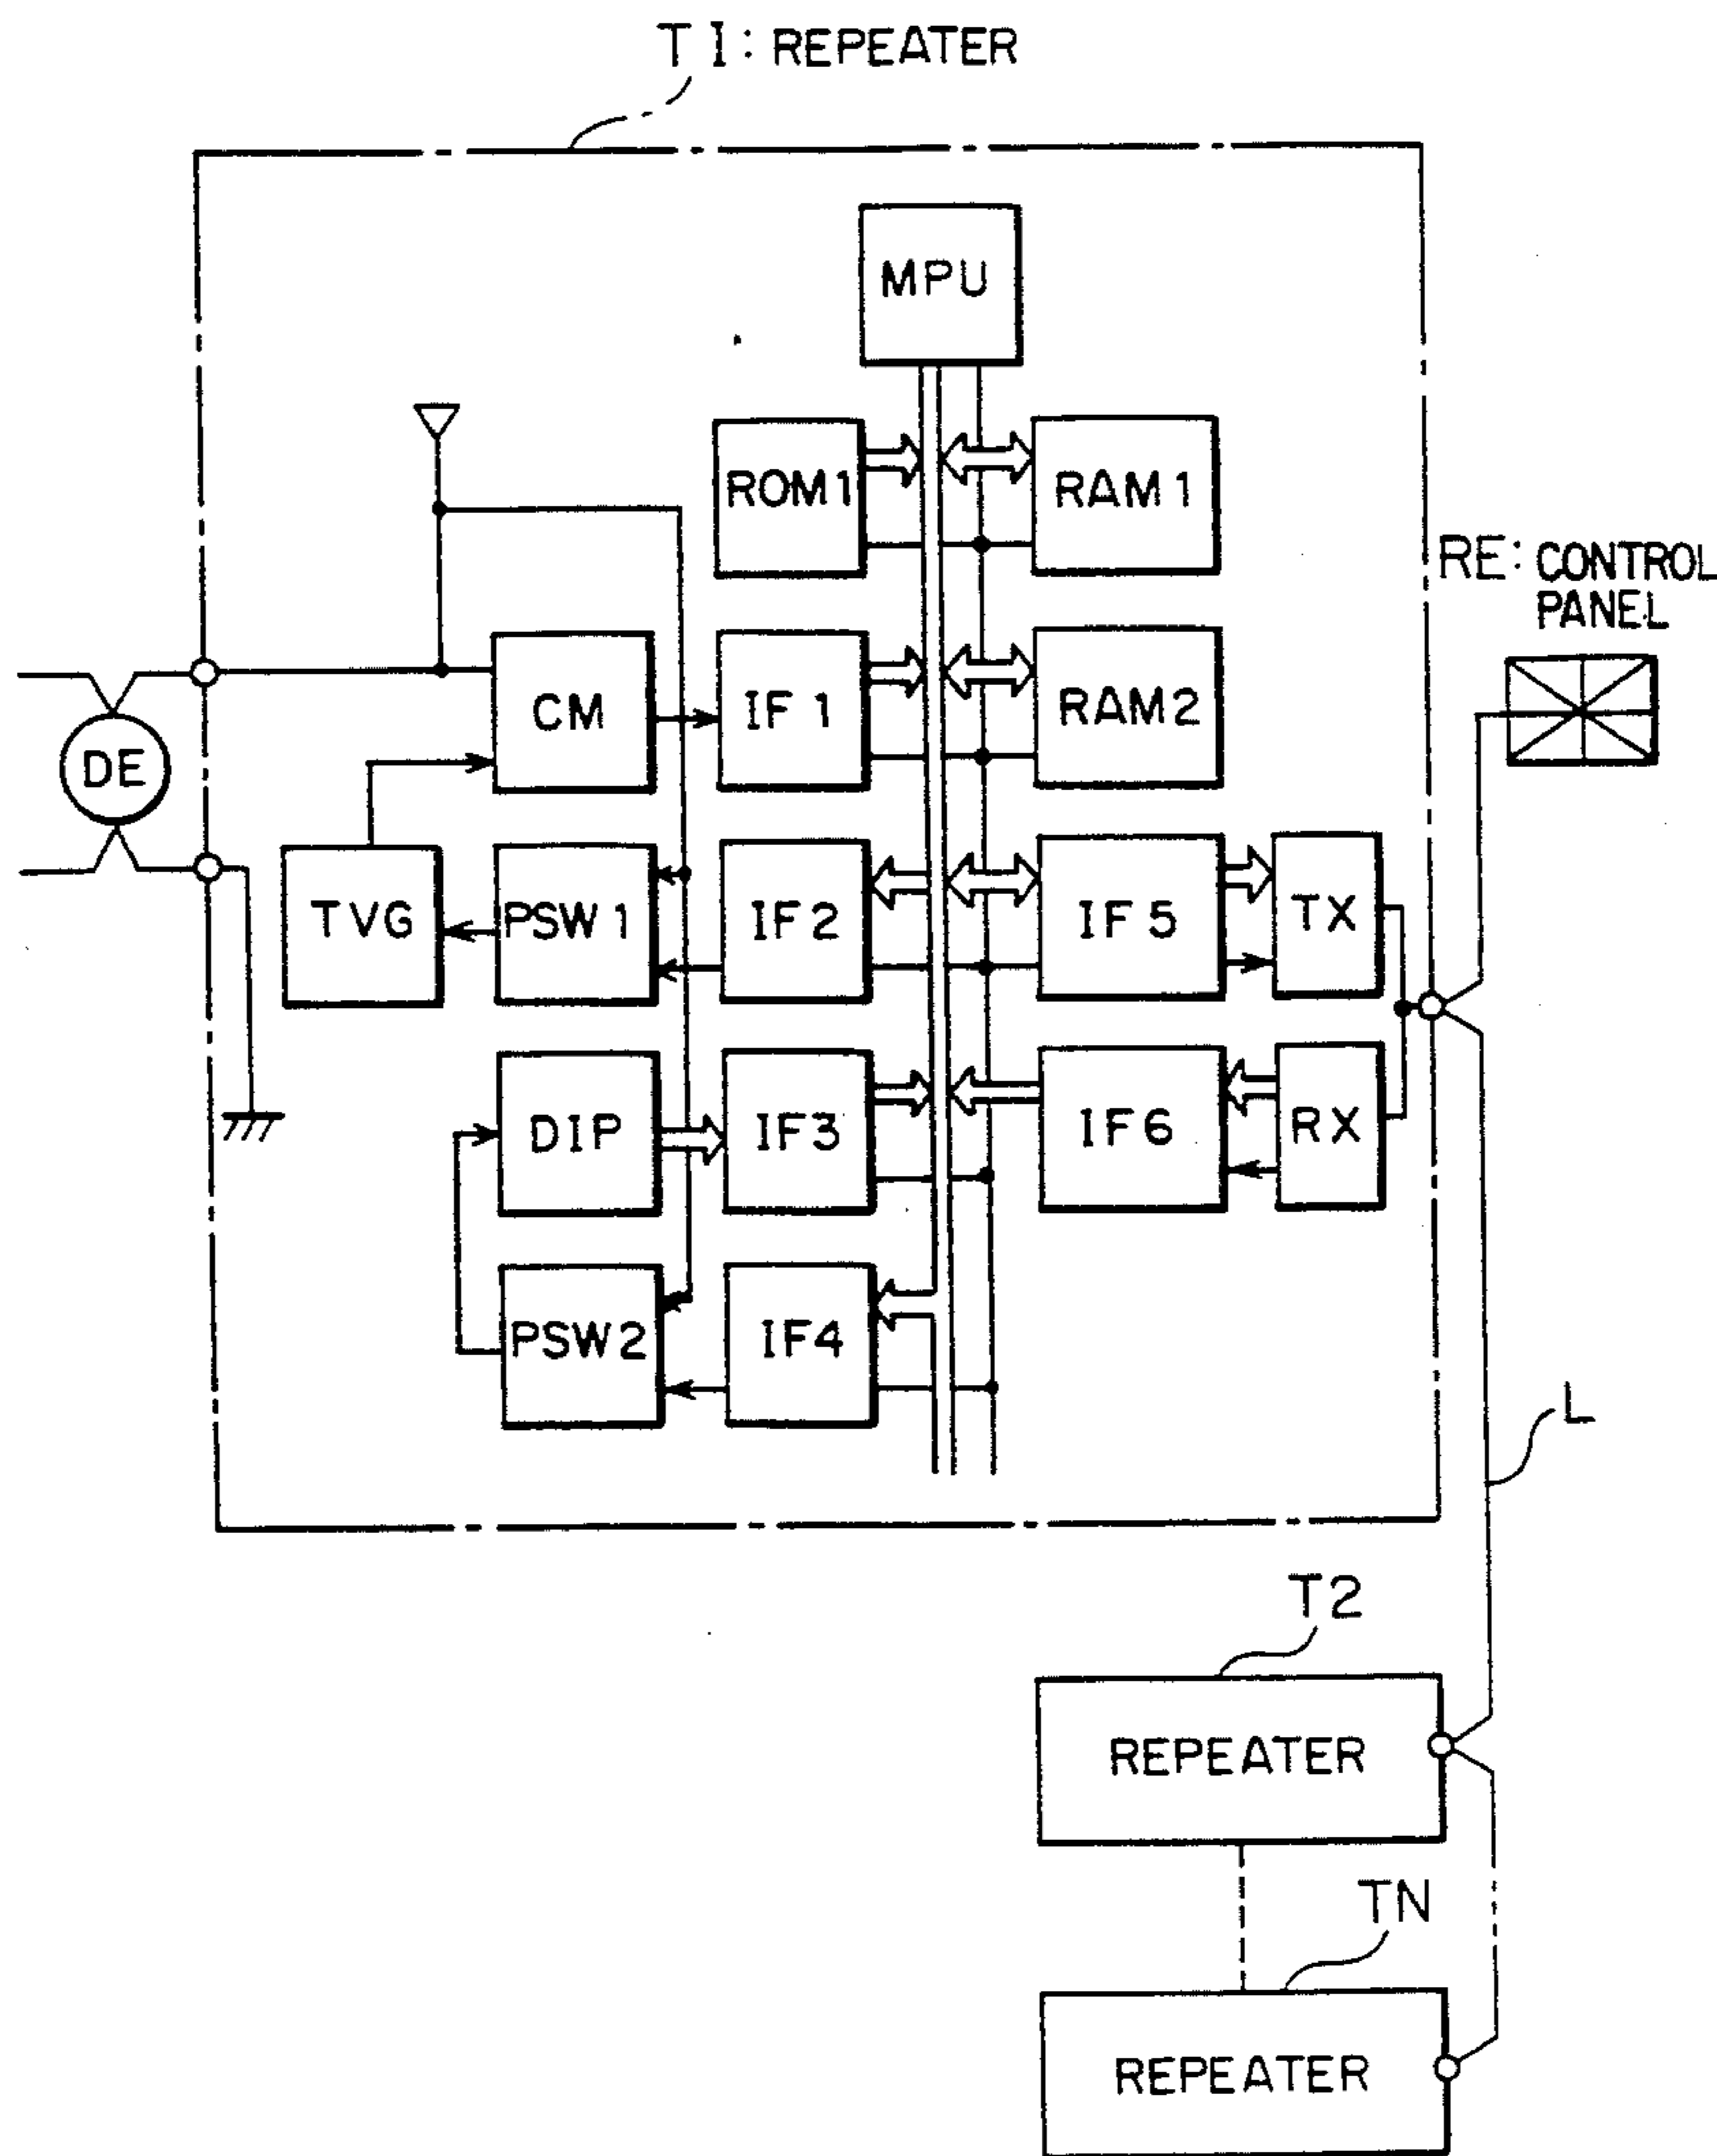 T1: REPEATER
MPU
ROM1
RAM1
RE: CONTROL
PANEL
CM
IF1
RAM2
DE
TVG
PSW1
IF2
IF5
TX
DIP
IF3
IF6
RX
PSW2
IF4
L
T2
REPEATER
TN
REPEATER